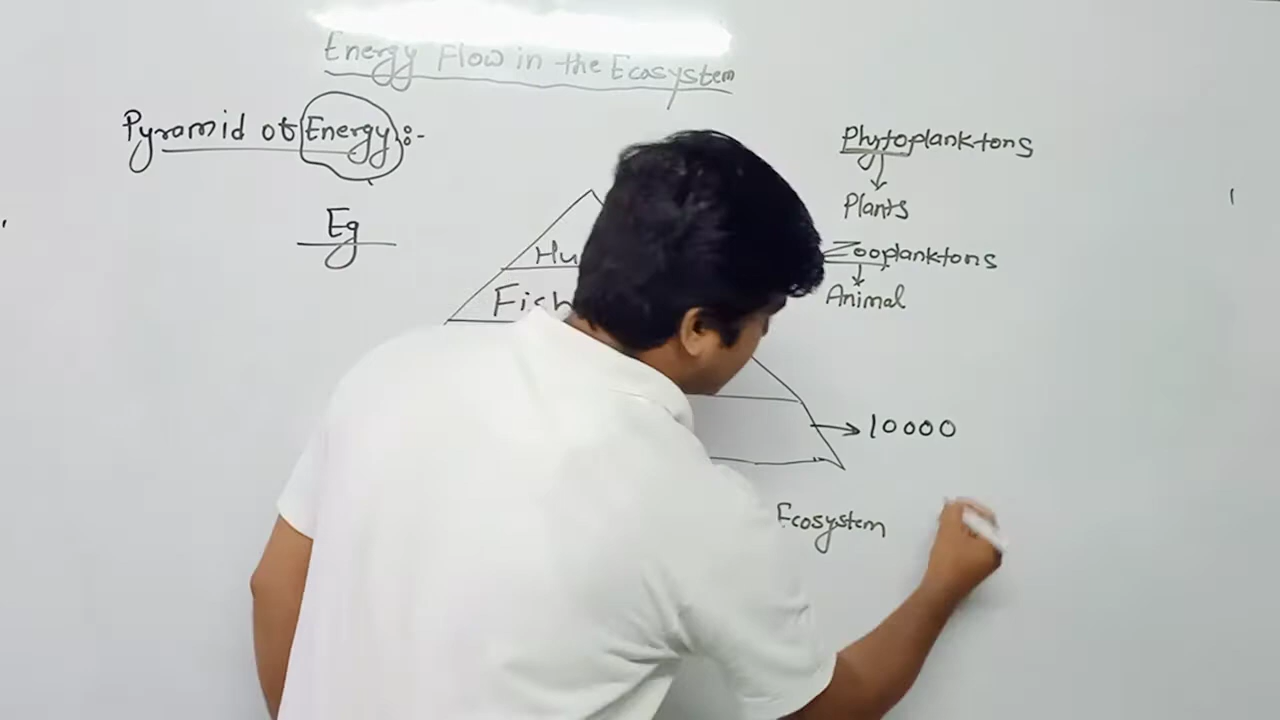 Energy Flow in the Ecosystem
Pyramid of Energy:-
Eg
Phytoplanktons
Plants
Zooplanktons
Animal
Hu
Fish
10000
Ecosystem